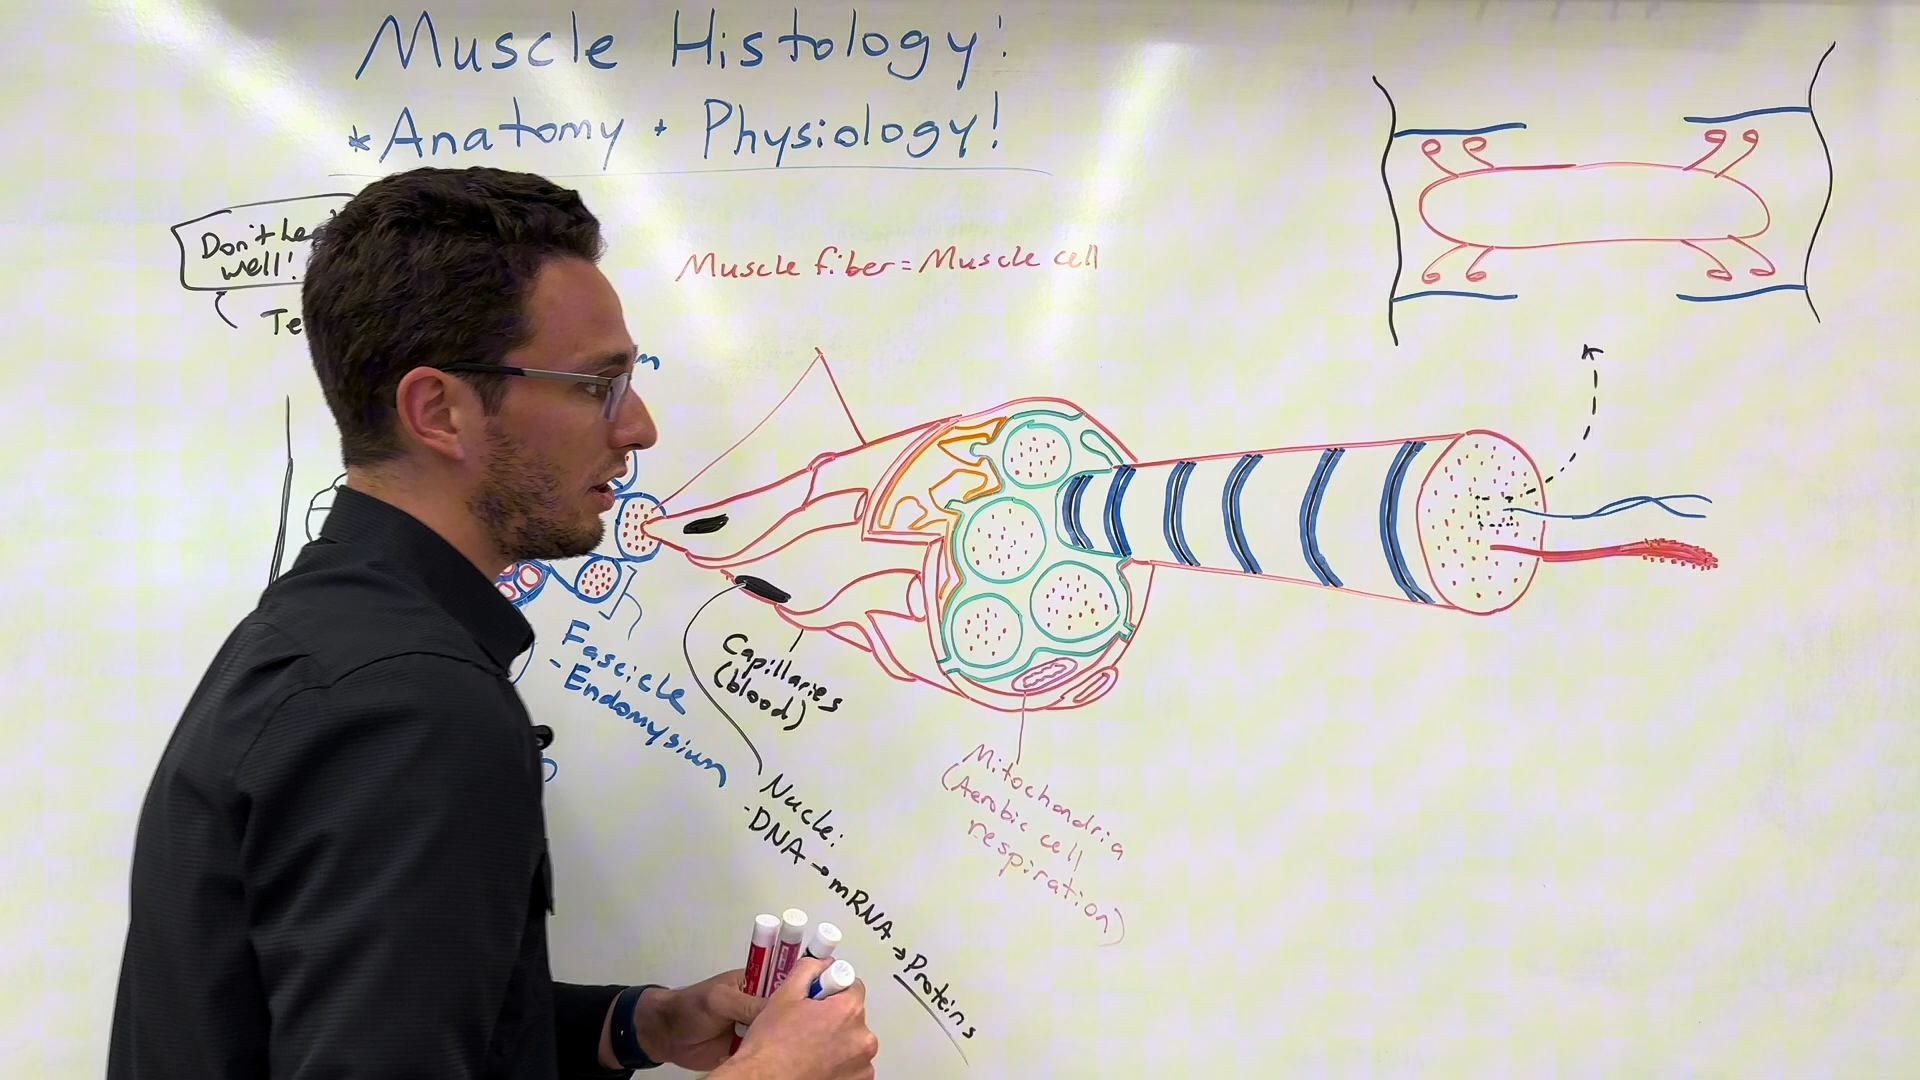 Muscle Histology!
*Anatomy + Physiology!
Don't
well!
Muscle fiber = Muscle cell
Fascicle
- Endomysium
Capillaries
(blood)
Nuclei
- DNA → mRNA → Proteins
Mitochondria
(Aerobic cell
respiration)